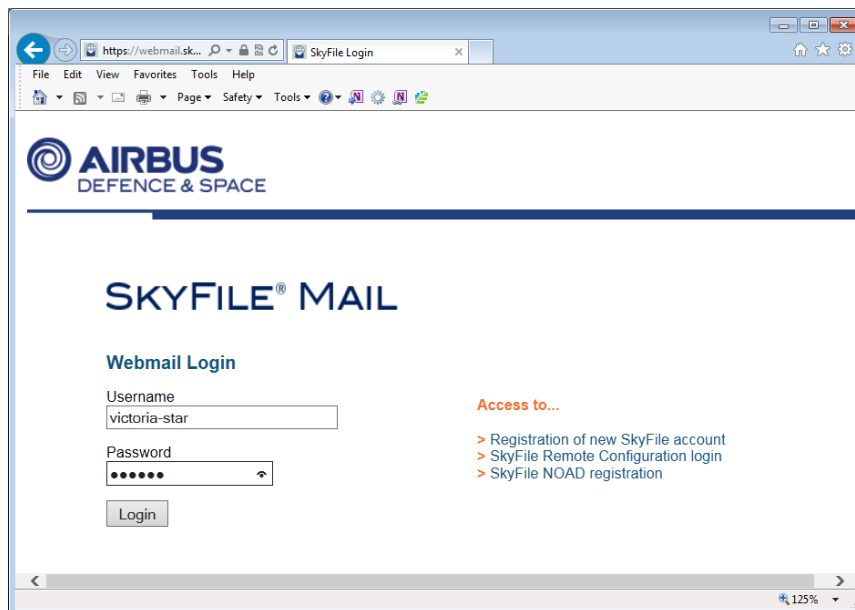 https://webmail.sk...
SkyFile Login
File Edit View Favorites Tools Help
Page Safety Tools
AIRBUS
DEFENCE & SPACE
SKYFILE® MAIL
Webmail Login
Username
victoria-star
Access to...
Password
> Registration of new SkyFile account
> SkyFile Remote Configuration login
> SkyFile NOAD registration
Login
125%